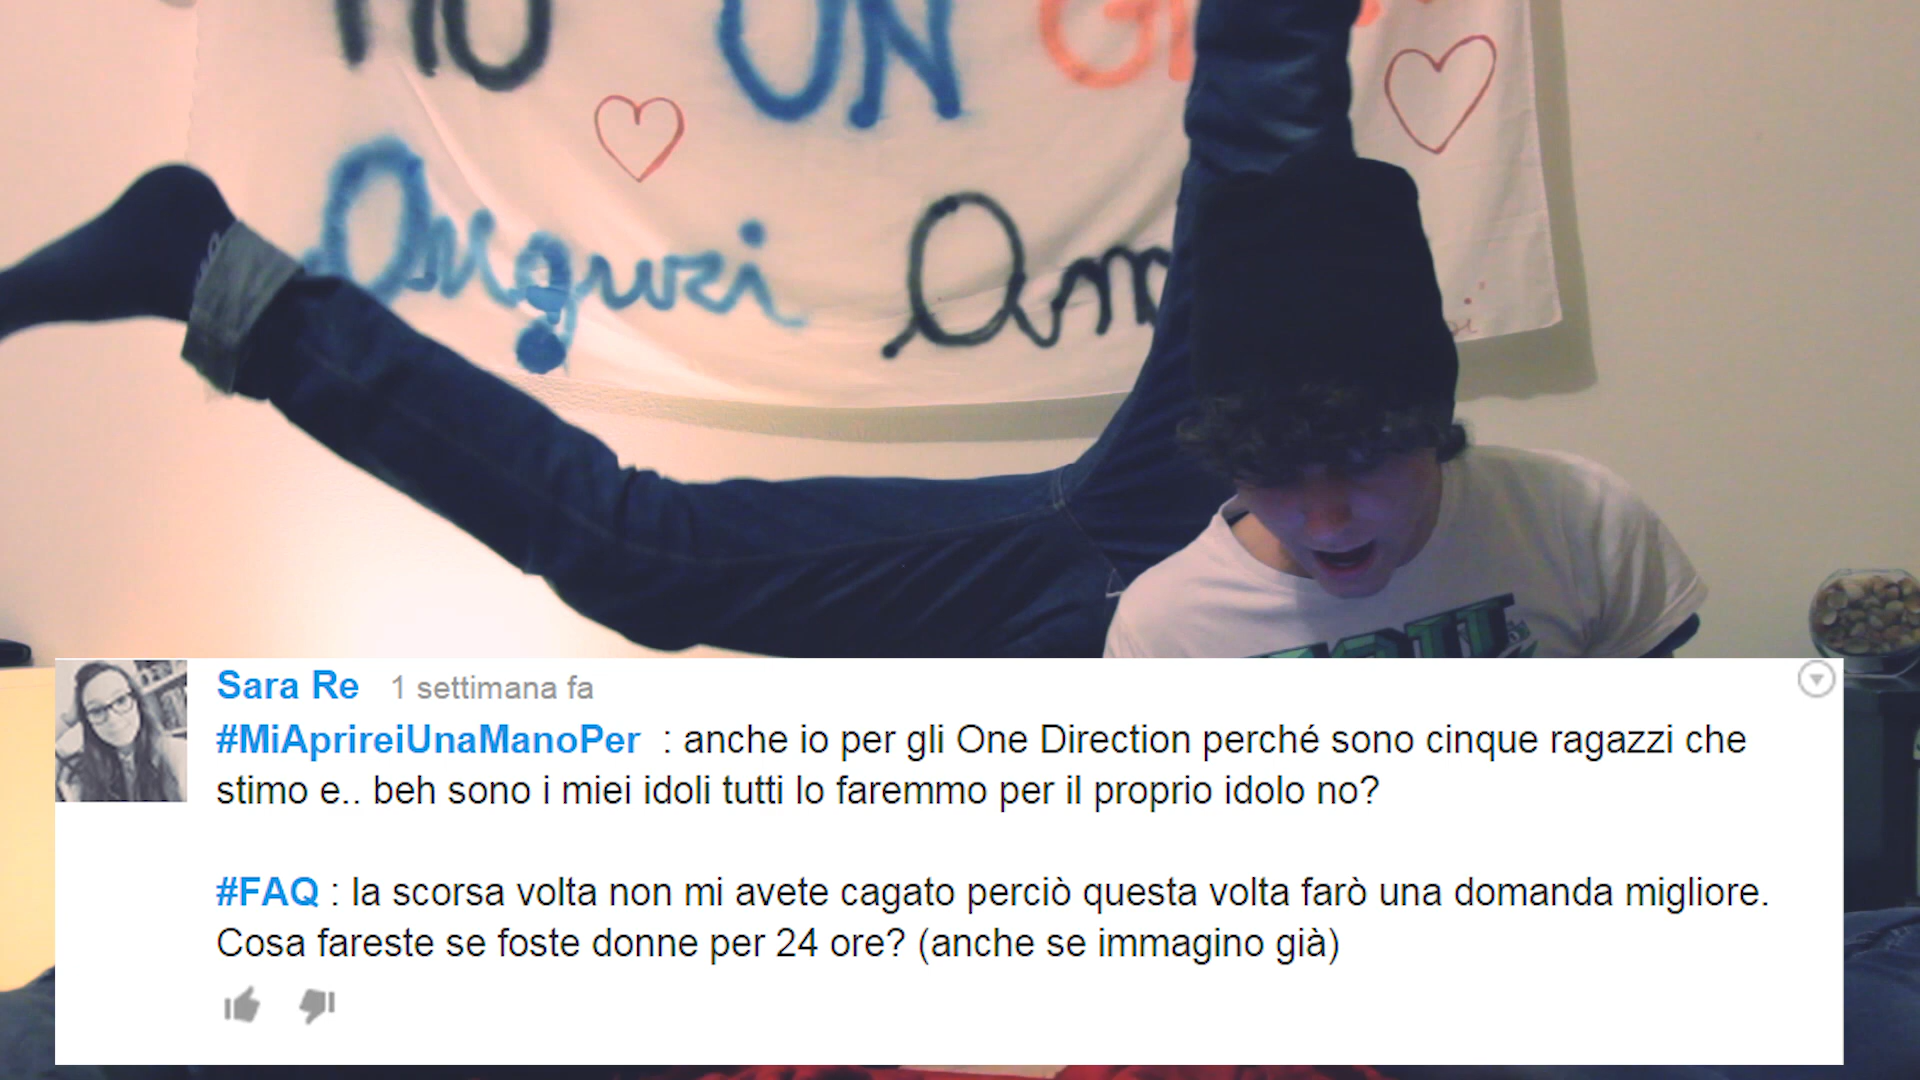 UN
Auguri Am
Sara Re 1 settimana fa
#MiAprireiUnaManoPer : anche io per gli One Direction perché sono cinque ragazzi che
stimo e.. beh sono i miei idoli tutti lo faremmo per il proprio idolo no?
#FAQ : la scorsa volta non mi avete cagato perciò questa volta farò una domanda migliore.
Cosa fareste se foste donne per 24 ore? (anche se immagino già)